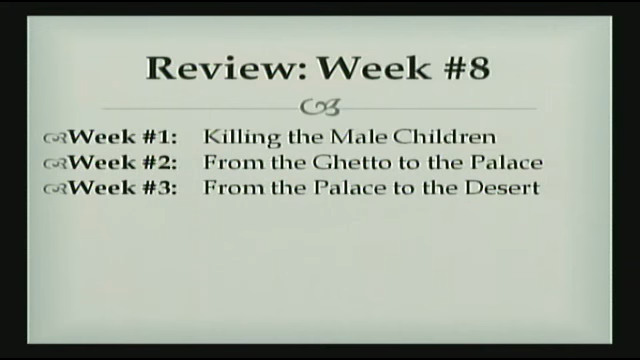 Review: Week #8
Week #1: Killing the Male Children
Week #2: From the Ghetto to the Palace
Week #3: From the Palace to the Desert